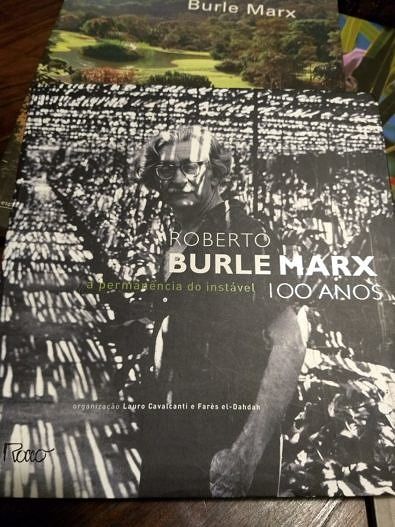 Burle Marx
ROBERTO
BURLE MARX
a permanência do instável 100 ANOS
organização Lauro Cavalcanti e Farès el-Dahdah
Rocco